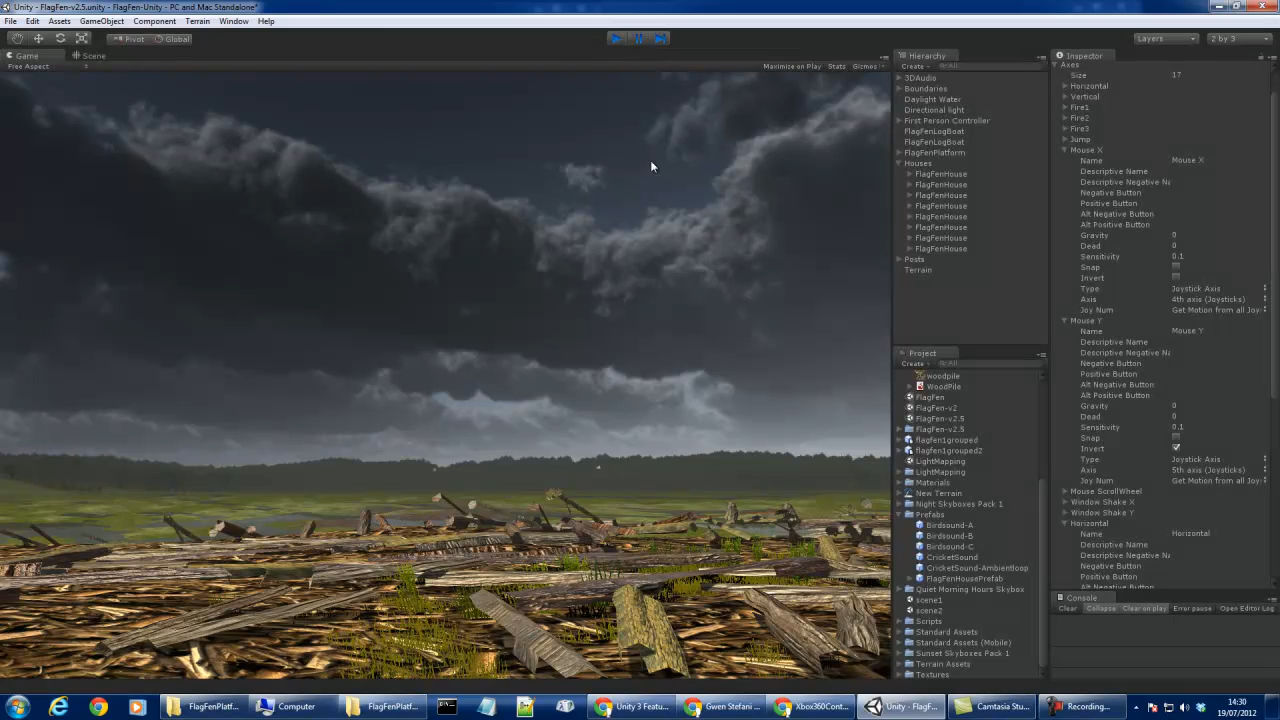 Unity - FlagFen-v2.5.unity - FlagFen-Unity - PC and Mac Standalone*
File Edit Assets GameObject Component Terrain Window Help
Pivot Global
Layers
2 by 3
Game Scene
Free Aspect
Maximize on Play Stats Gizmos
Hierarchy
Create All
3DAudio
Boundaries
Daylight Water
Directional light
First Person Controller
FlagFenLogBoat
FlagFenLogBoat
FlagFenPlatform
Houses
FlagFenHouse
FlagFenHouse
FlagFenHouse
FlagFenHouse
FlagFenHouse
FlagFenHouse
FlagFenHouse
FlagFenHouse
Posts
Terrain
Project
Create All
woodpile
WoodPile
FlagFen
FlagFen-v2
FlagFen-v2.5
FlagFen-v2.5
flagfen1grouped
flagfen1grouped2
LightMapping
LightMapping
Materials
New Terrain
Night Skyboxes Pack 1
Prefabs
Birdsound-A
Birdsound-B
Birdsound-C
CricketSound
CricketSound-Ambientloop
FlagFenHousePrefab
Quiet Morning Hours Skybox
scene1
scene2
Scripts
Standard Assets
Standard Assets (Mobile)
Sunset Skyboxes Pack 1
Terrain Assets
Textures
Inspector
Axes
Size 17
Horizontal
Vertical
Fire1
Fire2
Fire3
Jump
Mouse X
Name Mouse X
Descriptive Name
Descriptive Negative Na
Negative Button
Positive Button
Alt Negative Button
Alt Positive Button
Gravity 0
Dead 0
Sensitivity 0.1
Snap
Invert
Type Joystick Axis
Axis 4th axis (Joysticks)
Joy Num Get Motion from all Joy
Mouse Y
Name Mouse Y
Descriptive Name
Descriptive Negative Na
Negative Button
Positive Button
Alt Negative Button
Alt Positive Button
Gravity 0
Dead 0
Sensitivity 0.1
Snap
Invert
Type Joystick Axis
Axis 5th axis (Joysticks)
Joy Num Get Motion from all Joy
Mouse ScrollWheel
Window Shake X
Window Shake Y
Horizontal
Name Horizontal
Descriptive Name
Descriptive Negative Na
Negative Button
Positive Button
Alt Negative Button
Console
Clear Collapse Clear on play Error pause Open Editor Log
FlagFenPlatf...
Computer
FlagFenPlatf...
Unity 3 Featu...
Gwen Stefani ...
Xbox360Cont...
Unity - FlagF...
Camtasia Stu...
Recording...
14:30
19/07/2012